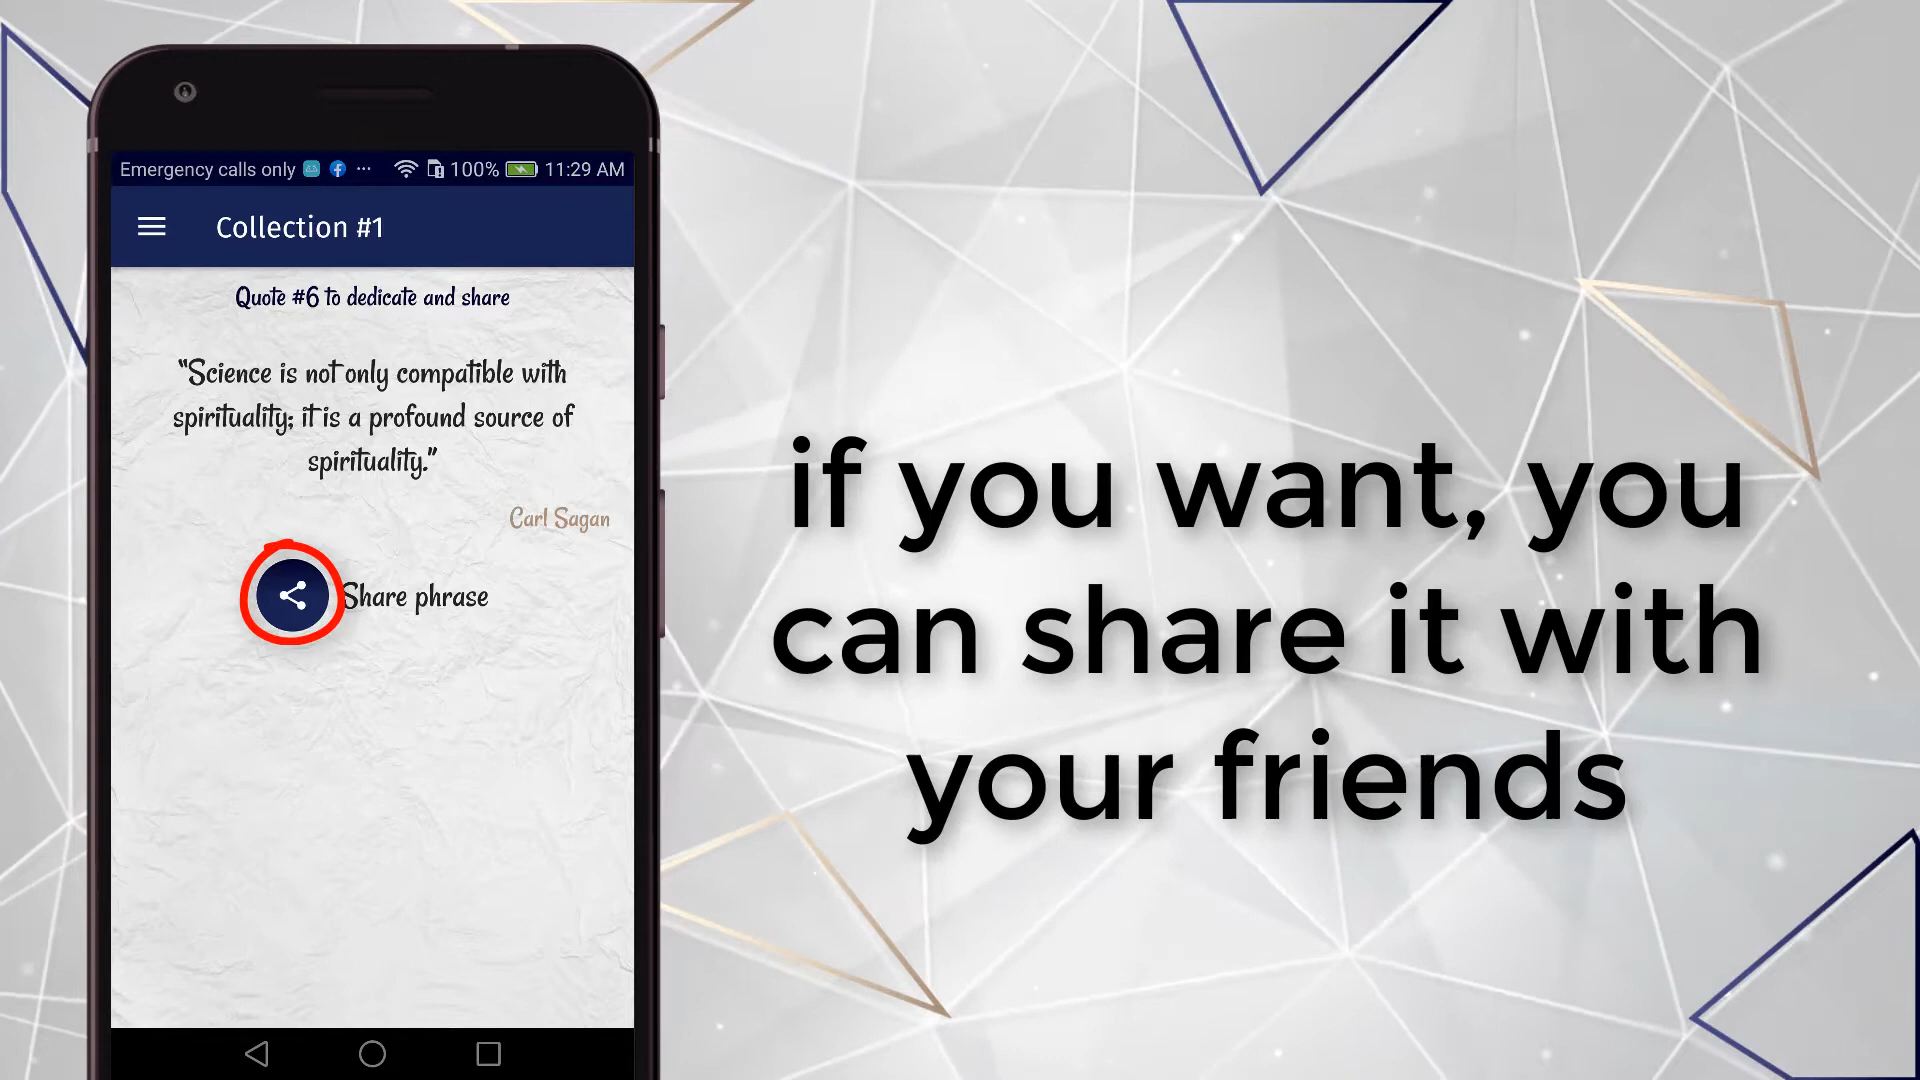 Emergency calls only ... 100% 11:29 AM
Collection #1
Quote #6 to dedicate and share
"Science is not only compatible with
spirituality; it is a profound source of
spirituality."
Carl Sagan
Share phrase
if you want, you
can share it with
your friends